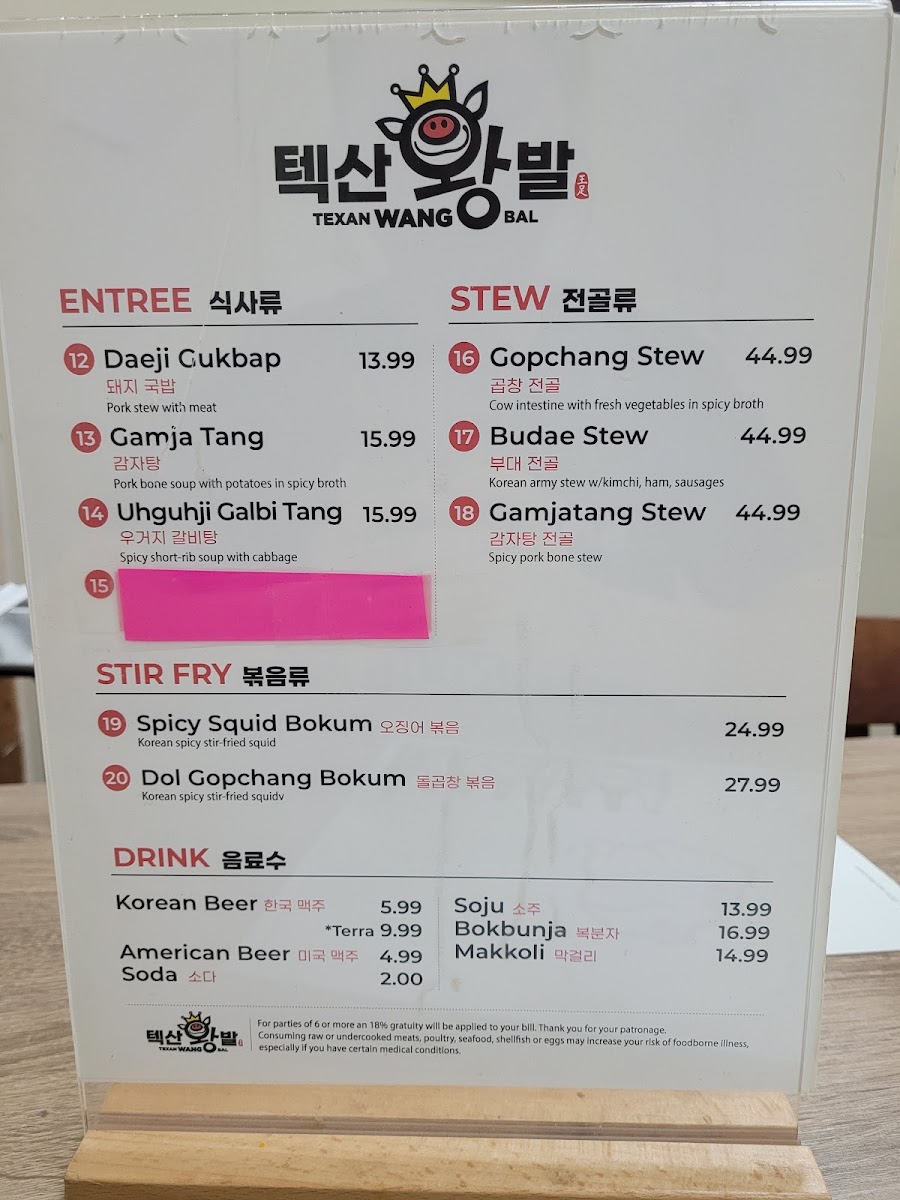 텍산 왕발 王足
TEXAN WANG BAL
ENTREE 식사류
12 Daeji Gukbap 13.99
돼지 국밥
Pork stew with meat
13 Gamja Tang 15.99
감자탕
Pork bone soup with potatoes in spicy broth
14 Uhguhji Galbi Tang 15.99
우거지 갈비탕
Spicy short-rib soup with cabbage
15
STEW 전골류
16 Gopchang Stew 44.99
곱창 전골
Cow intestine with fresh vegetables in spicy broth
17 Budae Stew 44.99
부대 전골
Korean army stew w/kimchi, ham, sausages
18 Gamjatang Stew 44.99
감자탕 전골
Spicy pork bone stew
STIR FRY 볶음류
19 Spicy Squid Bokum 오징어 볶음 24.99
Korean spicy stir-fried squid
20 Dol Gopchang Bokum 돌곱창 볶음 27.99
Korean spicy stir-fried squidv
DRINK 음료수
Korean Beer 한국 맥주 5.99
*Terra 9.99
American Beer 미국 맥주 4.99
Soda 소다 2.00
Soju 소주 13.99
Bokbunja 복분자 16.99
Makkoli 막걸리 14.99
텍산 왕발
TEXAN WANG BAL
For parties of 6 or more an 18% gratuity will be applied to your bill. Thank you for your patronage.
Consuming raw or undercooked meats, poultry, seafood, shellfish or eggs may increase your risk of foodborne illness,
especially if you have certain medical conditions.